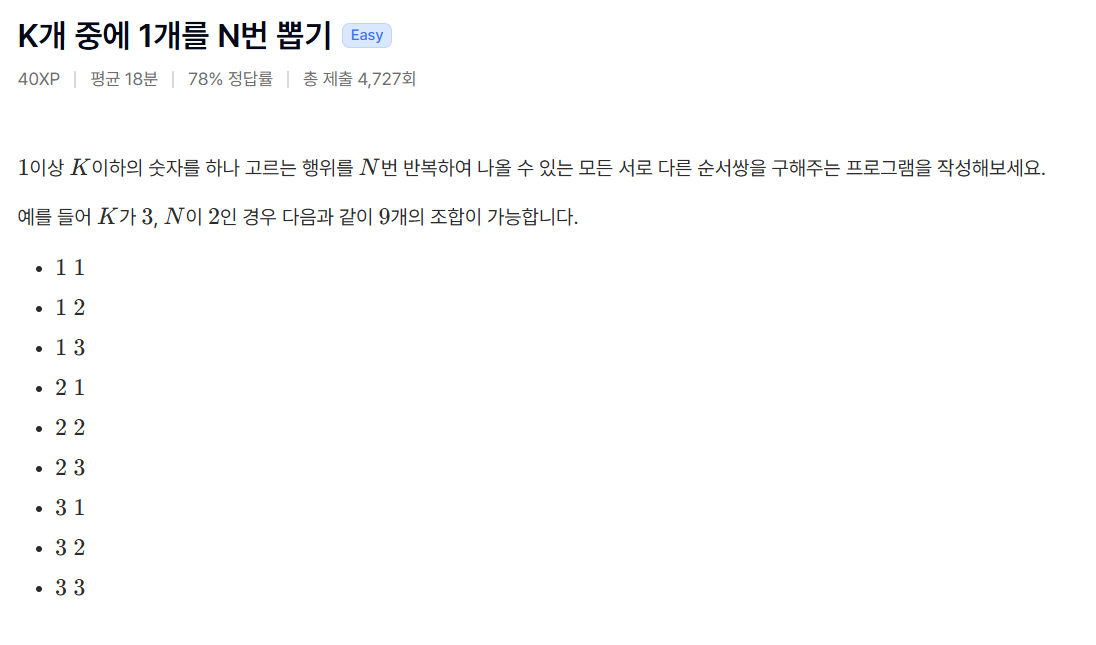 K개 중에 1개를 N번 뽑기 Easy
40XP | 평균 18분 | 78% 정답률 | 총 제출 4,727회
1이상 K이하의 숫자를 하나 고르는 행위를 N번 반복하여 나올 수 있는 모든 서로 다른 순서쌍을 구해주는 프로그램을 작성해보세요.
예를 들어 K가 3, N이 2인 경우 다음과 같이 9개의 조합이 가능합니다.
• 1 1
• 1 2
• 1 3
• 2 1
• 2 2
• 2 3
• 3 1
• 3 2
• 3 3